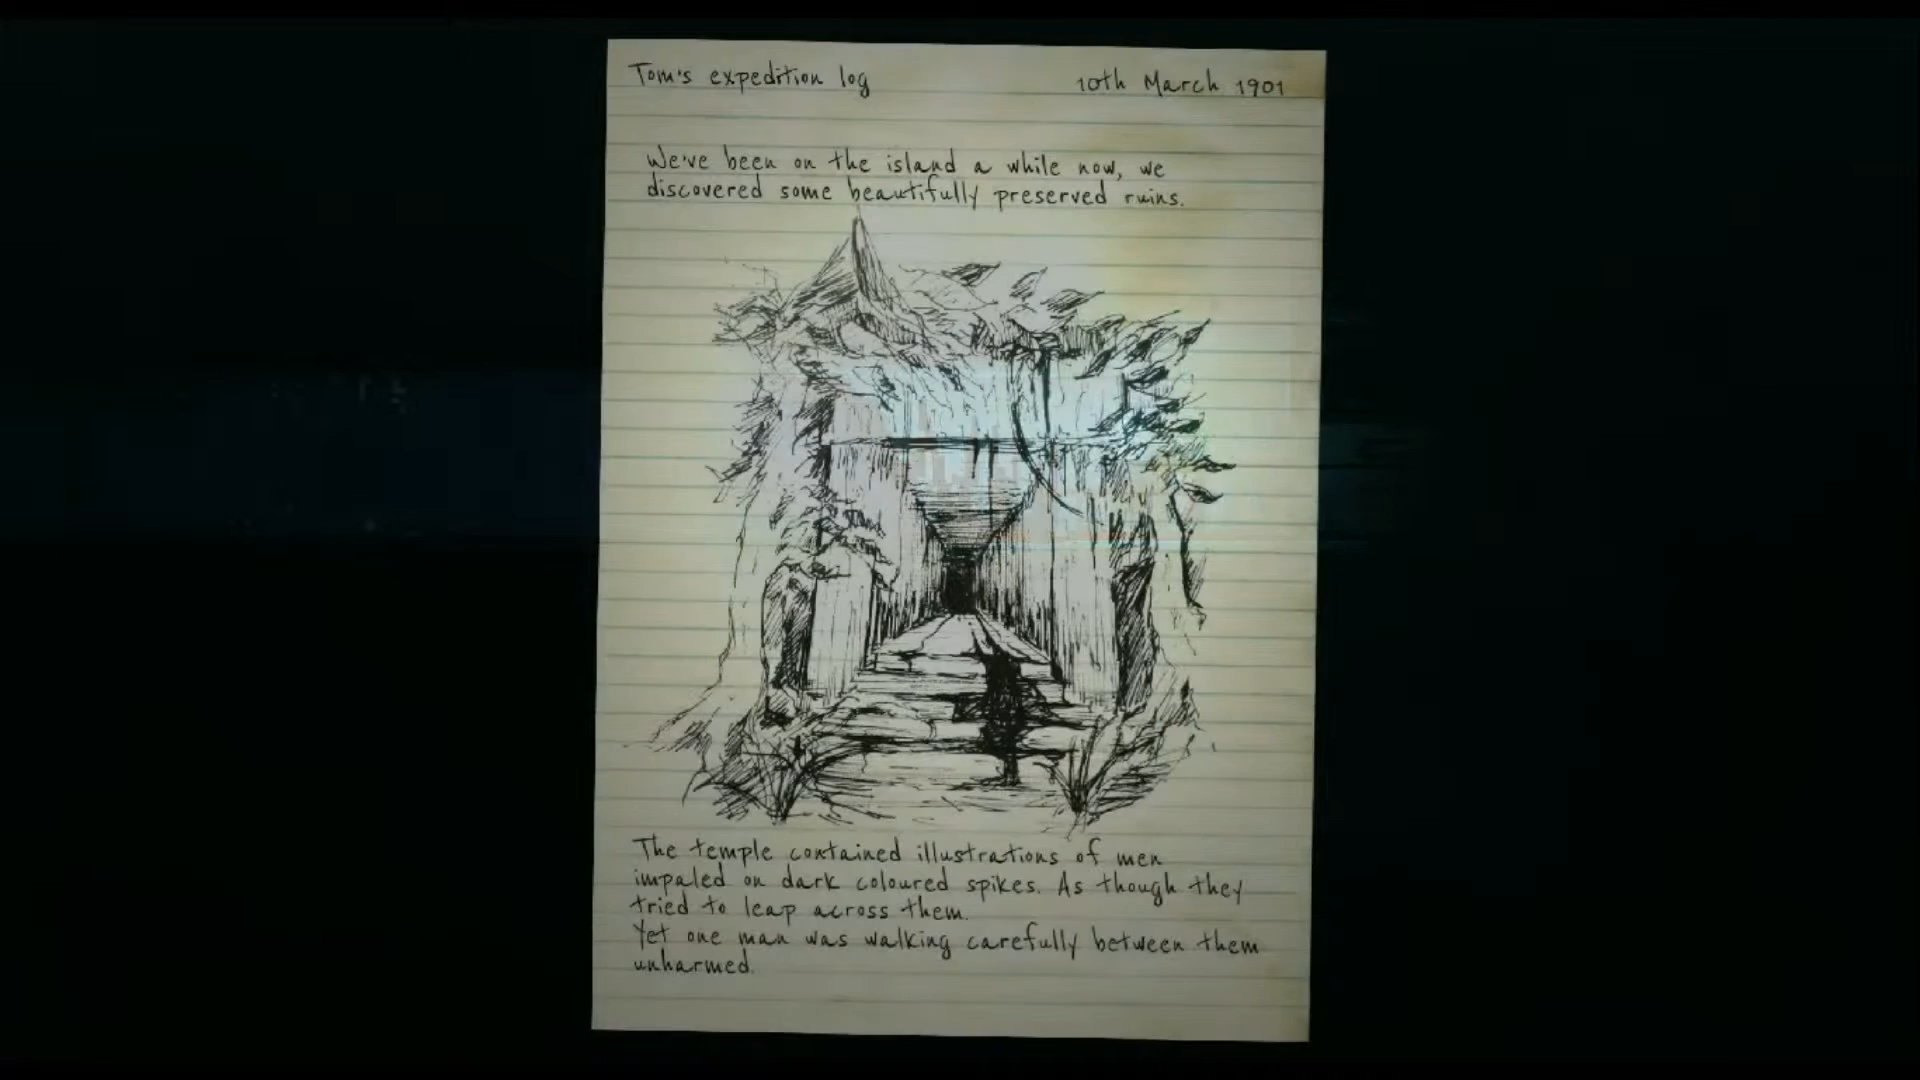 Tom's expedition log
10th March 1901
We've been on the island a while now, we
discovered some beautifully preserved ruins.
The temple contained illustrations of men
impaled on dark coloured spikes. As though they
tried to leap across them.
Yet one man was walking carefully between them
unharmed.